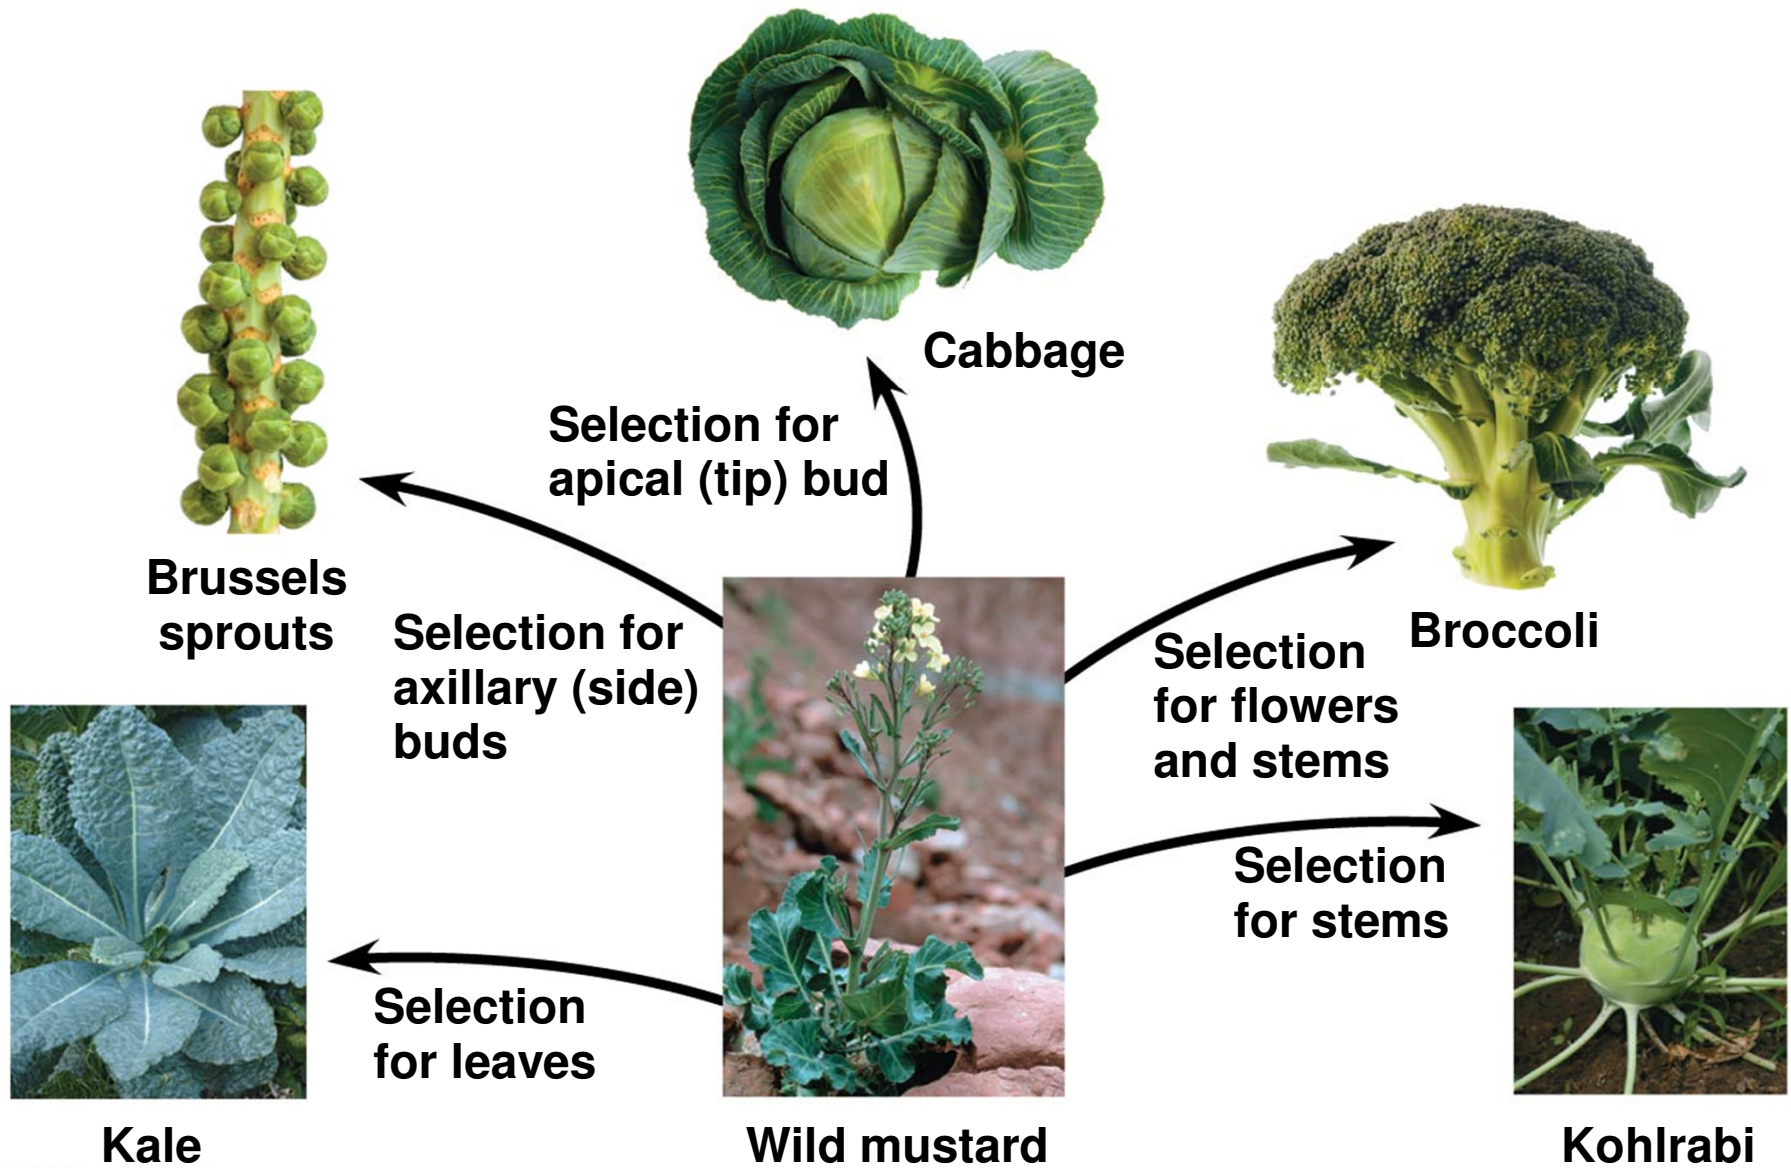 Cabbage
Selection for
apical (tip) bud
Brussels
sprouts
Selection for
axillary (side)
buds
Broccoli
Selection
for flowers
and stems
Selection
for stems
Selection
for leaves
Kale
Wild mustard
Kohlrabi